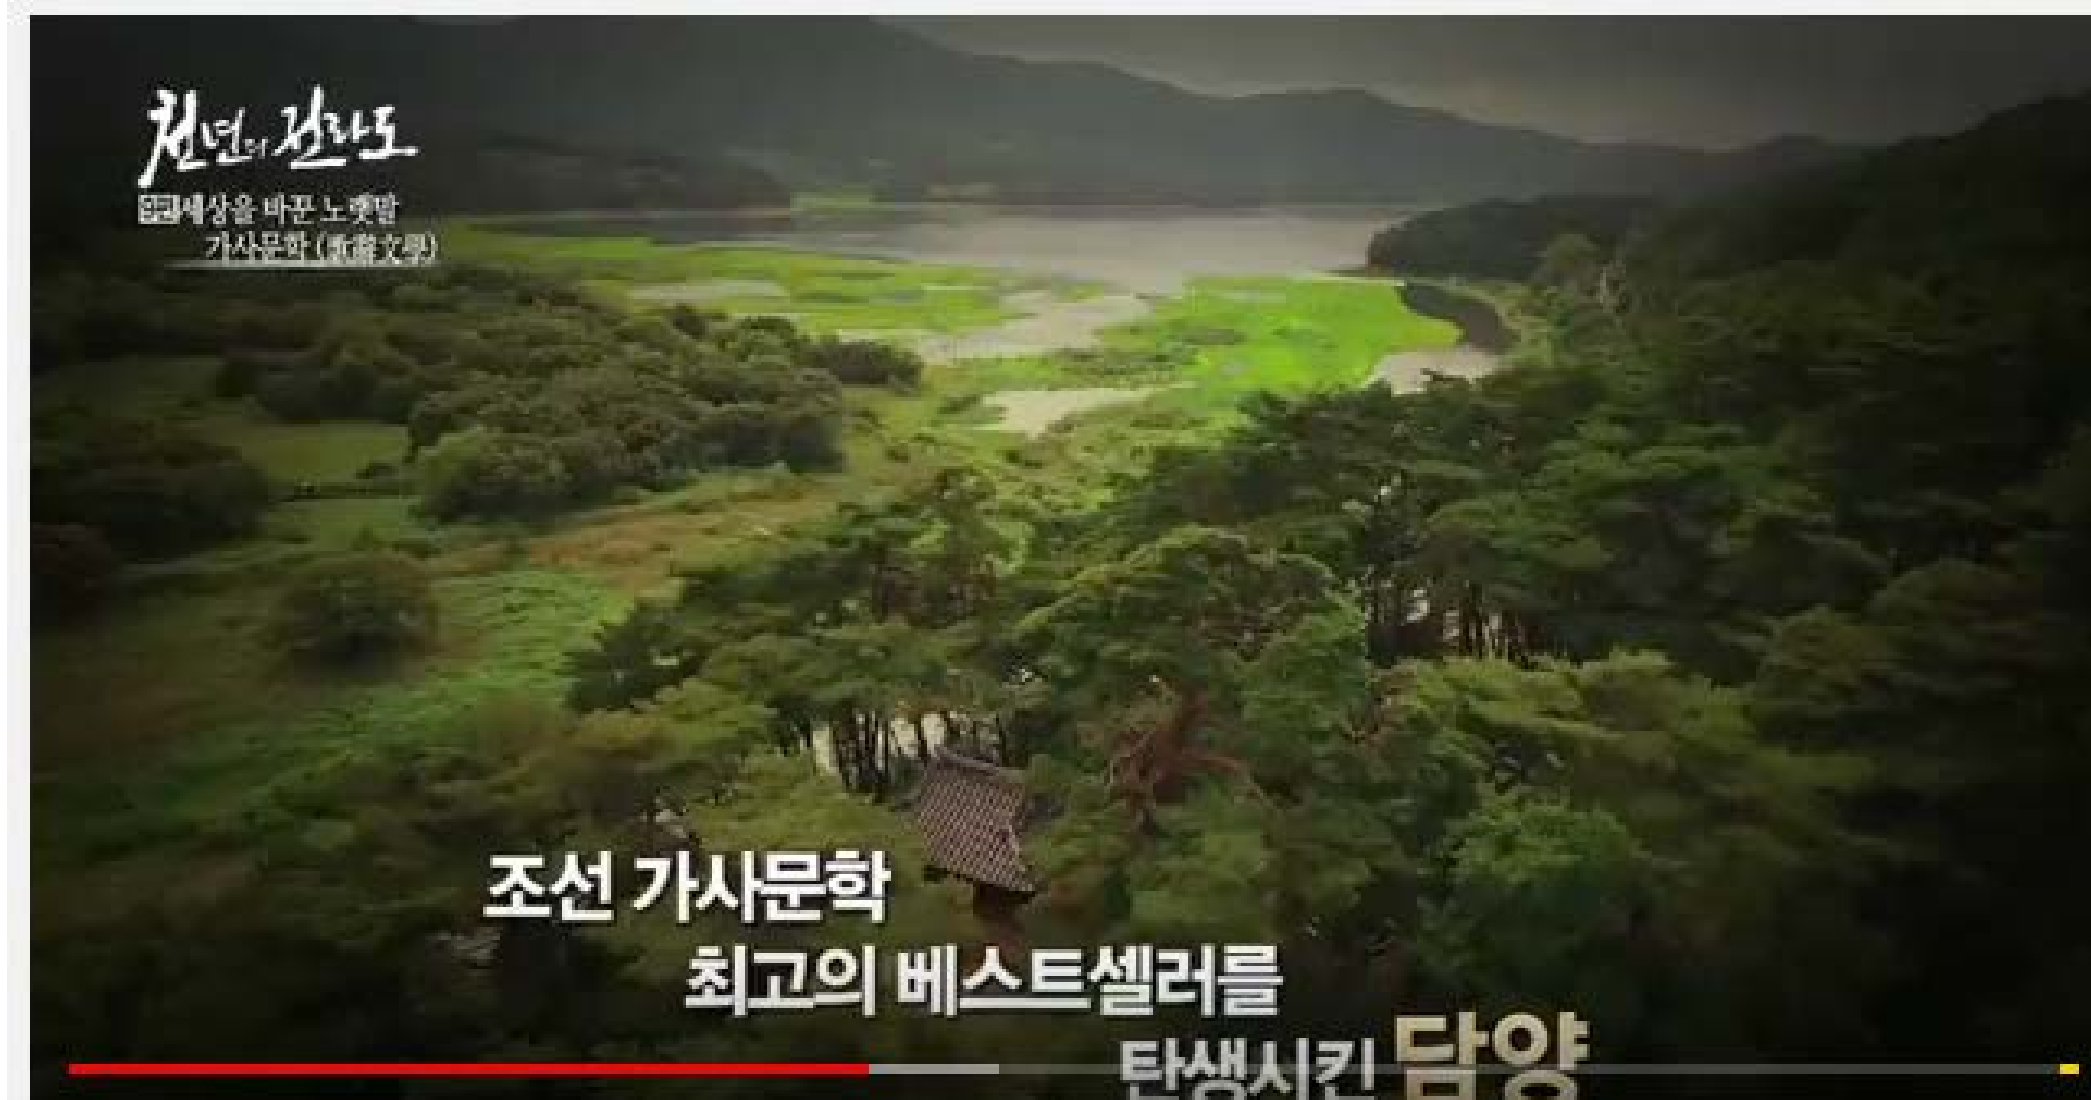 천년의 전라도
세상을 바꾼 노랫말
가사문학 (歌辭文學)
조선 가사문학
최고의 베스트셀러를
탄생시킨 담양